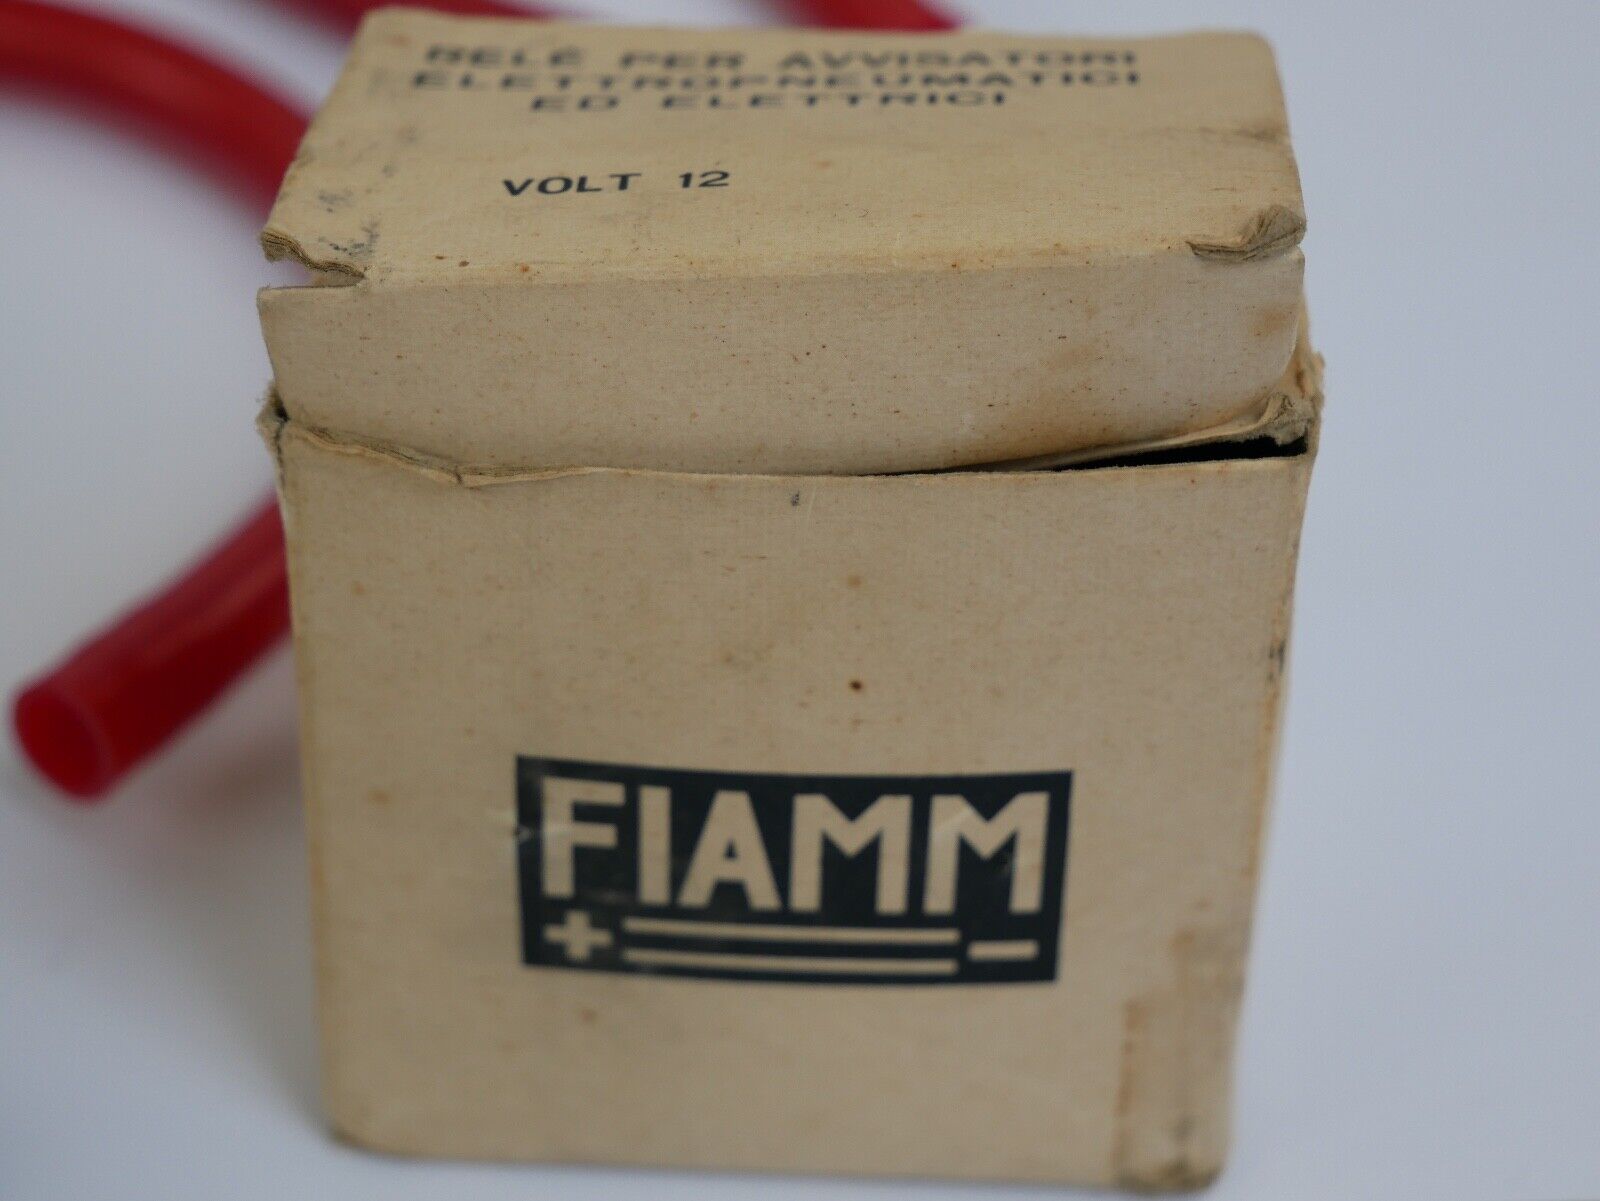 RELÉ PER AVVISATORI
ELETTROPNEUMATICI
ED ELETTRICI
VOLT 12
FIAMM
+ -